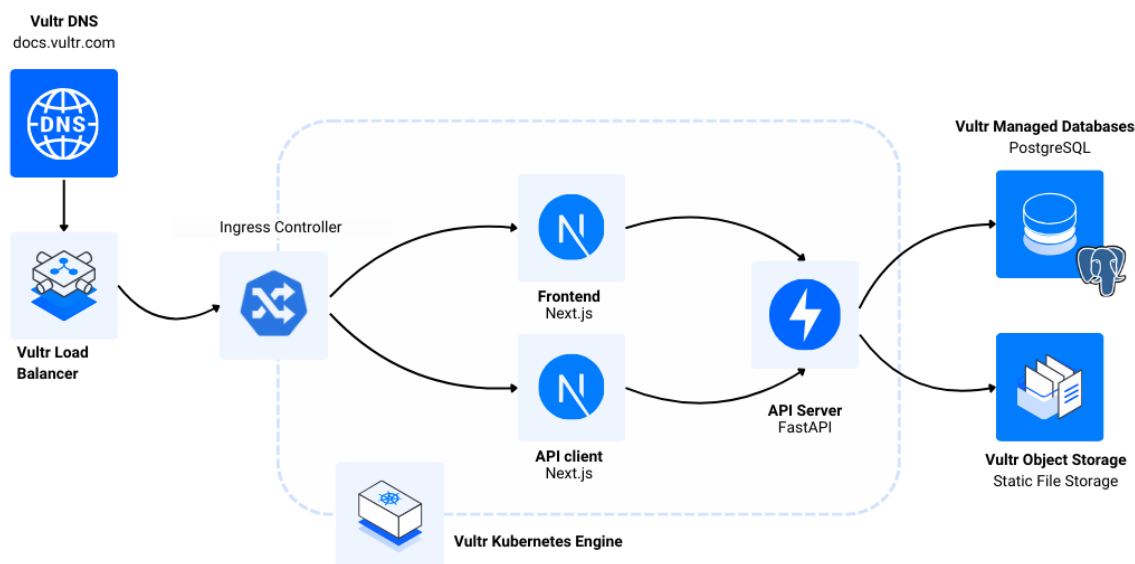 Vultr DNS
docs.vultr.com
DNS
Vultr Load
Balancer
Ingress Controller
Frontend
Next.js
API client
Next.js
API Server
FastAPI
Vultr Managed Databases
PostgreSQL
Vultr Object Storage
Static File Storage
Vultr Kubernetes Engine